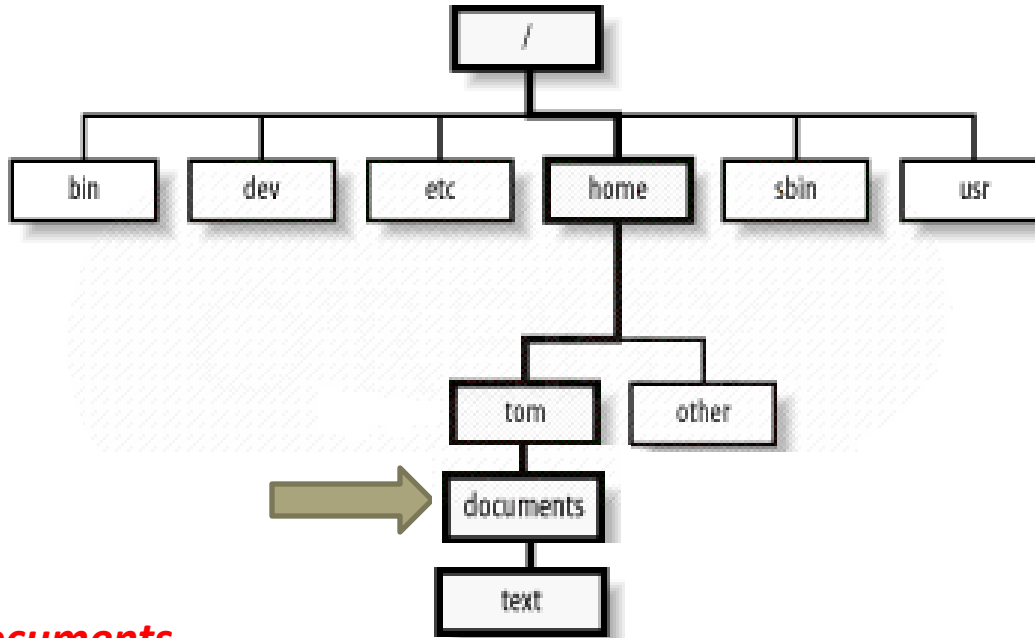 /
bin dev etc home sbin usr
tom other
documents
text